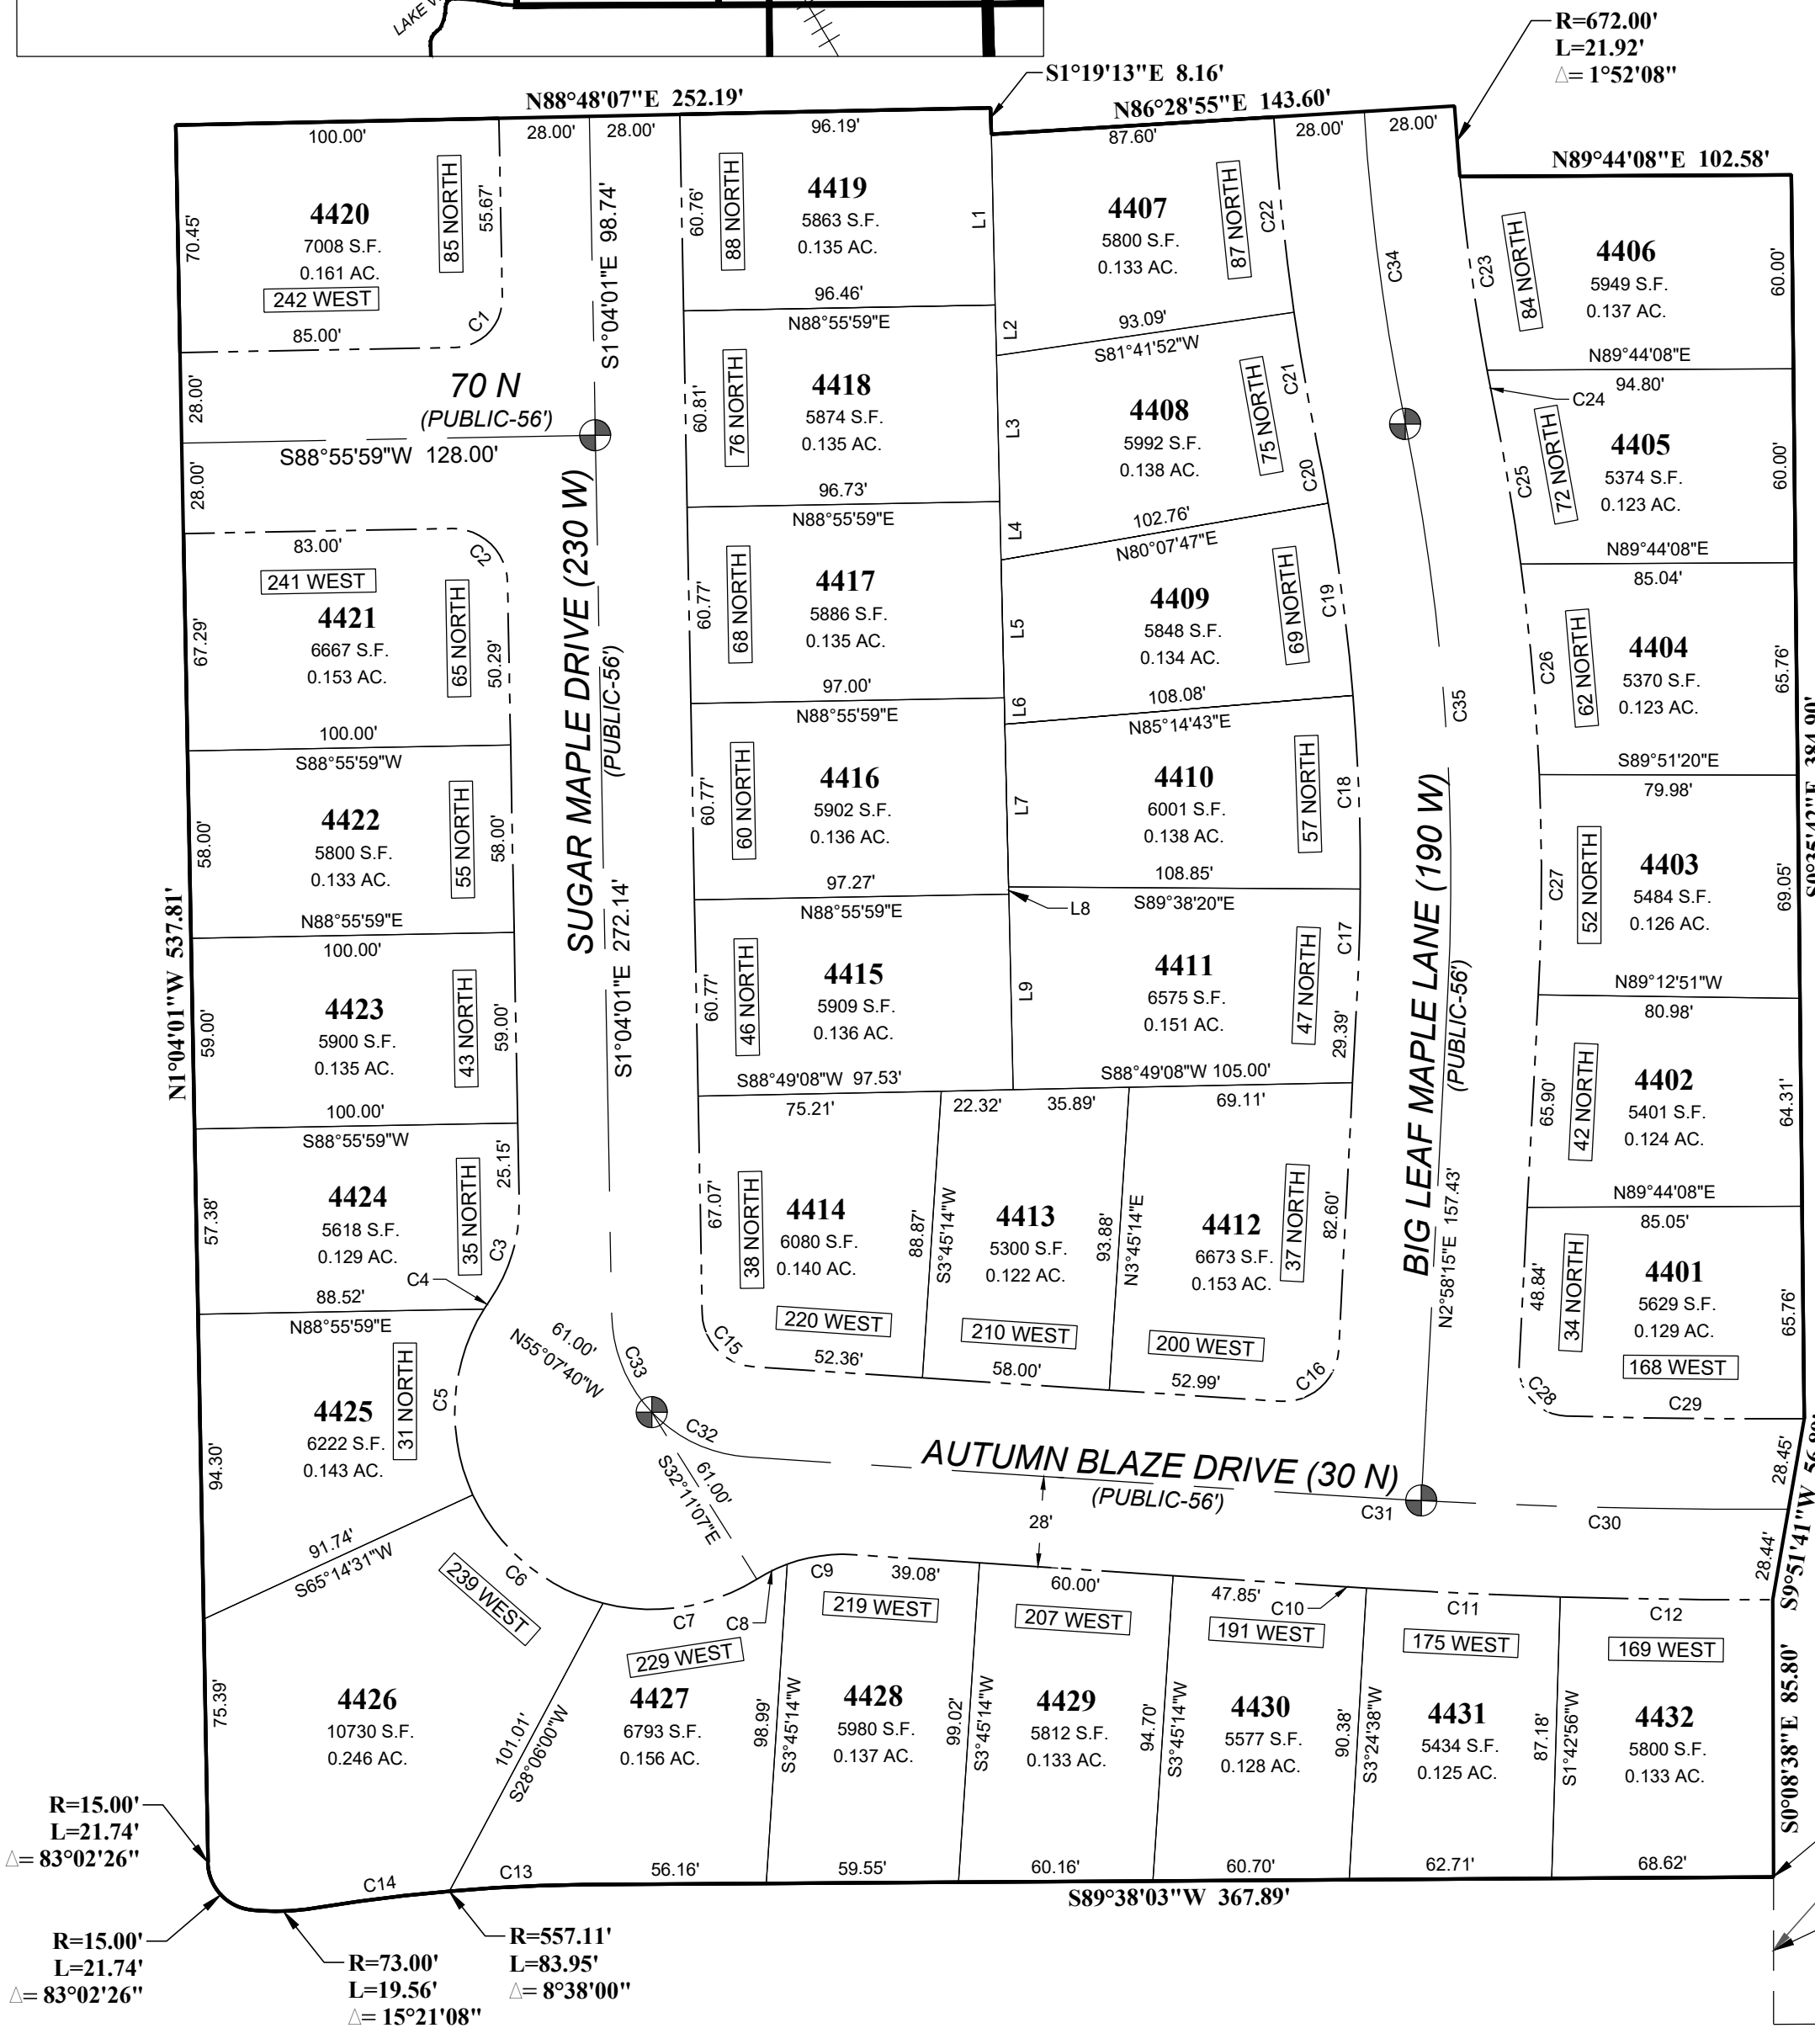 LAKE V
R=672.00'
L=21.92'
△= 1°52'08"
S1°19'13"E 8.16'
N88°48'07"E 252.19'
N86°28'55"E 143.60'
N89°44'08"E 102.58'
100.00'
28.00'
28.00'
96.19'
87.60'
28.00'
28.00'
70.45'
4420
7008 S.F.
0.161 AC.
242 WEST
85 NORTH
55.67'
85.00'
C1
S1°04'01"E 98.74'
60.76'
88 NORTH
4419
5863 S.F.
0.135 AC.
96.46'
N88°55'59"E
L1
L2
4407
5800 S.F.
0.133 AC.
87 NORTH
C22
93.09'
S81°41'52"W
C34
C23
84 NORTH
4406
5949 S.F.
0.137 AC.
60.00'
N89°44'08"E
94.80'
C24
28.00'
70 N
(PUBLIC-56')
S88°55'59"W 128.00'
28.00'
60.81'
76 NORTH
4418
5874 S.F.
0.135 AC.
96.73'
N88°55'59"E
L3
L4
4408
5992 S.F.
0.138 AC.
75 NORTH
C21
C20
102.76'
N80°07'47"E
C25
72 NORTH
4405
5374 S.F.
0.123 AC.
60.00'
N89°44'08"E
85.04'
83.00'
C2
241 WEST
67.29'
4421
6667 S.F.
0.153 AC.
65 NORTH
50.29'
100.00'
S88°55'59"W
SUGAR MAPLE DRIVE (230 W)
(PUBLIC-56')
60.77'
68 NORTH
4417
5886 S.F.
0.135 AC.
97.00'
N88°55'59"E
L5
L6
4409
5848 S.F.
0.134 AC.
69 NORTH
C19
108.08'
N85°14'43"E
C35
C26
62 NORTH
4404
5370 S.F.
0.123 AC.
65.76'
S89°51'20"E
79.98'
S0°35'42"E 384.90'
58.00'
4422
5800 S.F.
0.133 AC.
55 NORTH
58.00'
N88°55'59"E
100.00'
60.77'
60 NORTH
4416
5902 S.F.
0.136 AC.
97.27'
N88°55'59"E
L7
L8
4410
6001 S.F.
0.138 AC.
57 NORTH
C18
108.85'
S89°38'20"E
BIG LEAF MAPLE LANE (190 W)
(PUBLIC-56')
C27
52 NORTH
4403
5484 S.F.
0.126 AC.
69.05'
N89°12'51"W
80.98'
N1°04'01"W 537.81'
59.00'
4423
5900 S.F.
0.135 AC.
43 NORTH
59.00'
100.00'
S88°55'59"W
S1°04'01"E 272.14'
60.77'
46 NORTH
4415
5909 S.F.
0.136 AC.
S88°49'08"W 97.53'
L9
4411
6575 S.F.
0.151 AC.
47 NORTH
C17
29.39'
S88°49'08"W 105.00'
65.90'
42 NORTH
4402
5401 S.F.
0.124 AC.
64.31'
N89°44'08"E
85.05'
57.38'
4424
5618 S.F.
0.129 AC.
35 NORTH
25.15'
C3
C4
88.52'
N88°55'59"E
75.21'
22.32'
35.89'
69.11'
67.07'
38 NORTH
4414
6080 S.F.
0.140 AC.
220 WEST
88.87'
S3°45'14"W
C15
52.36'
4413
5300 S.F.
0.122 AC.
210 WEST
93.88'
N3°45'14"E
58.00'
4412
6673 S.F.
0.153 AC.
37 NORTH
82.60'
200 WEST
52.99'
C16
N2°58'15"E 157.43'
48.84'
34 NORTH
4401
5629 S.F.
0.129 AC.
168 WEST
65.76'
C28
C29
94.30'
4425
6222 S.F.
0.143 AC.
31 NORTH
C5
61.00'
N55°07'40"W
C33
C32
61.00'
S32°11'07"E
AUTUMN BLAZE DRIVE (30 N)
(PUBLIC-56')
28'
C31
C30
28.45'
28.44'
S9°51'41"W 56.89'
91.74'
S65°14'31"W
239 WEST
C6
C7
C8
C9
39.08'
60.00'
47.85'
C10
C11
C12
229 WEST
219 WEST
207 WEST
191 WEST
175 WEST
169 WEST
75.39'
4426
10730 S.F.
0.246 AC.
101.01'
S28°06'00"W
4427
6793 S.F.
0.156 AC.
98.99'
S3°45'14"W
4428
5980 S.F.
0.137 AC.
99.02'
S3°45'14"W
4429
5812 S.F.
0.133 AC.
94.70'
S3°45'14"W
4430
5577 S.F.
0.128 AC.
90.38'
S3°24'38"W
4431
5434 S.F.
0.125 AC.
87.18'
S1°42'56"W
4432
5800 S.F.
0.133 AC.
S0°08'38"E 85.80'
C14
C13
56.16'
59.55'
60.16'
60.70'
62.71'
68.62'
S89°38'03"W 367.89'
R=15.00'
L=21.74'
△= 83°02'26"
R=15.00'
L=21.74'
△= 83°02'26"
R=73.00'
L=19.56'
△= 15°21'08"
R=557.11'
L=83.95'
△= 8°38'00"